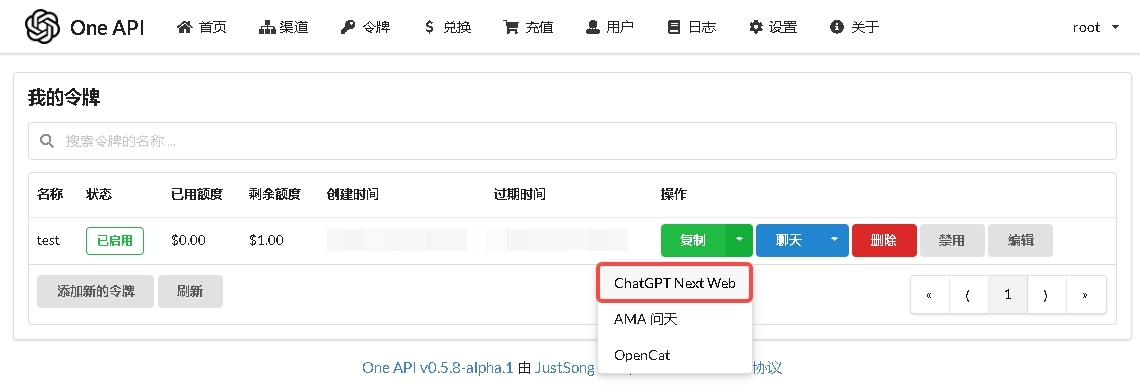 One API 首页 渠道 令牌 $ 兑换 充值 用户 日志 设置 关于 root
我的令牌
搜索令牌的名称 ...
名称 状态 已用额度 剩余额度 创建时间 过期时间 操作
test 已启用 $0.00 $1.00 复制 聊天 删除 禁用 编辑
添加新的令牌 刷新 « ⟨ 1 ⟩ »
ChatGPT Next Web
AMA 问天
OpenCat
One API v0.5.8-alpha.1 由 JustSong 协议